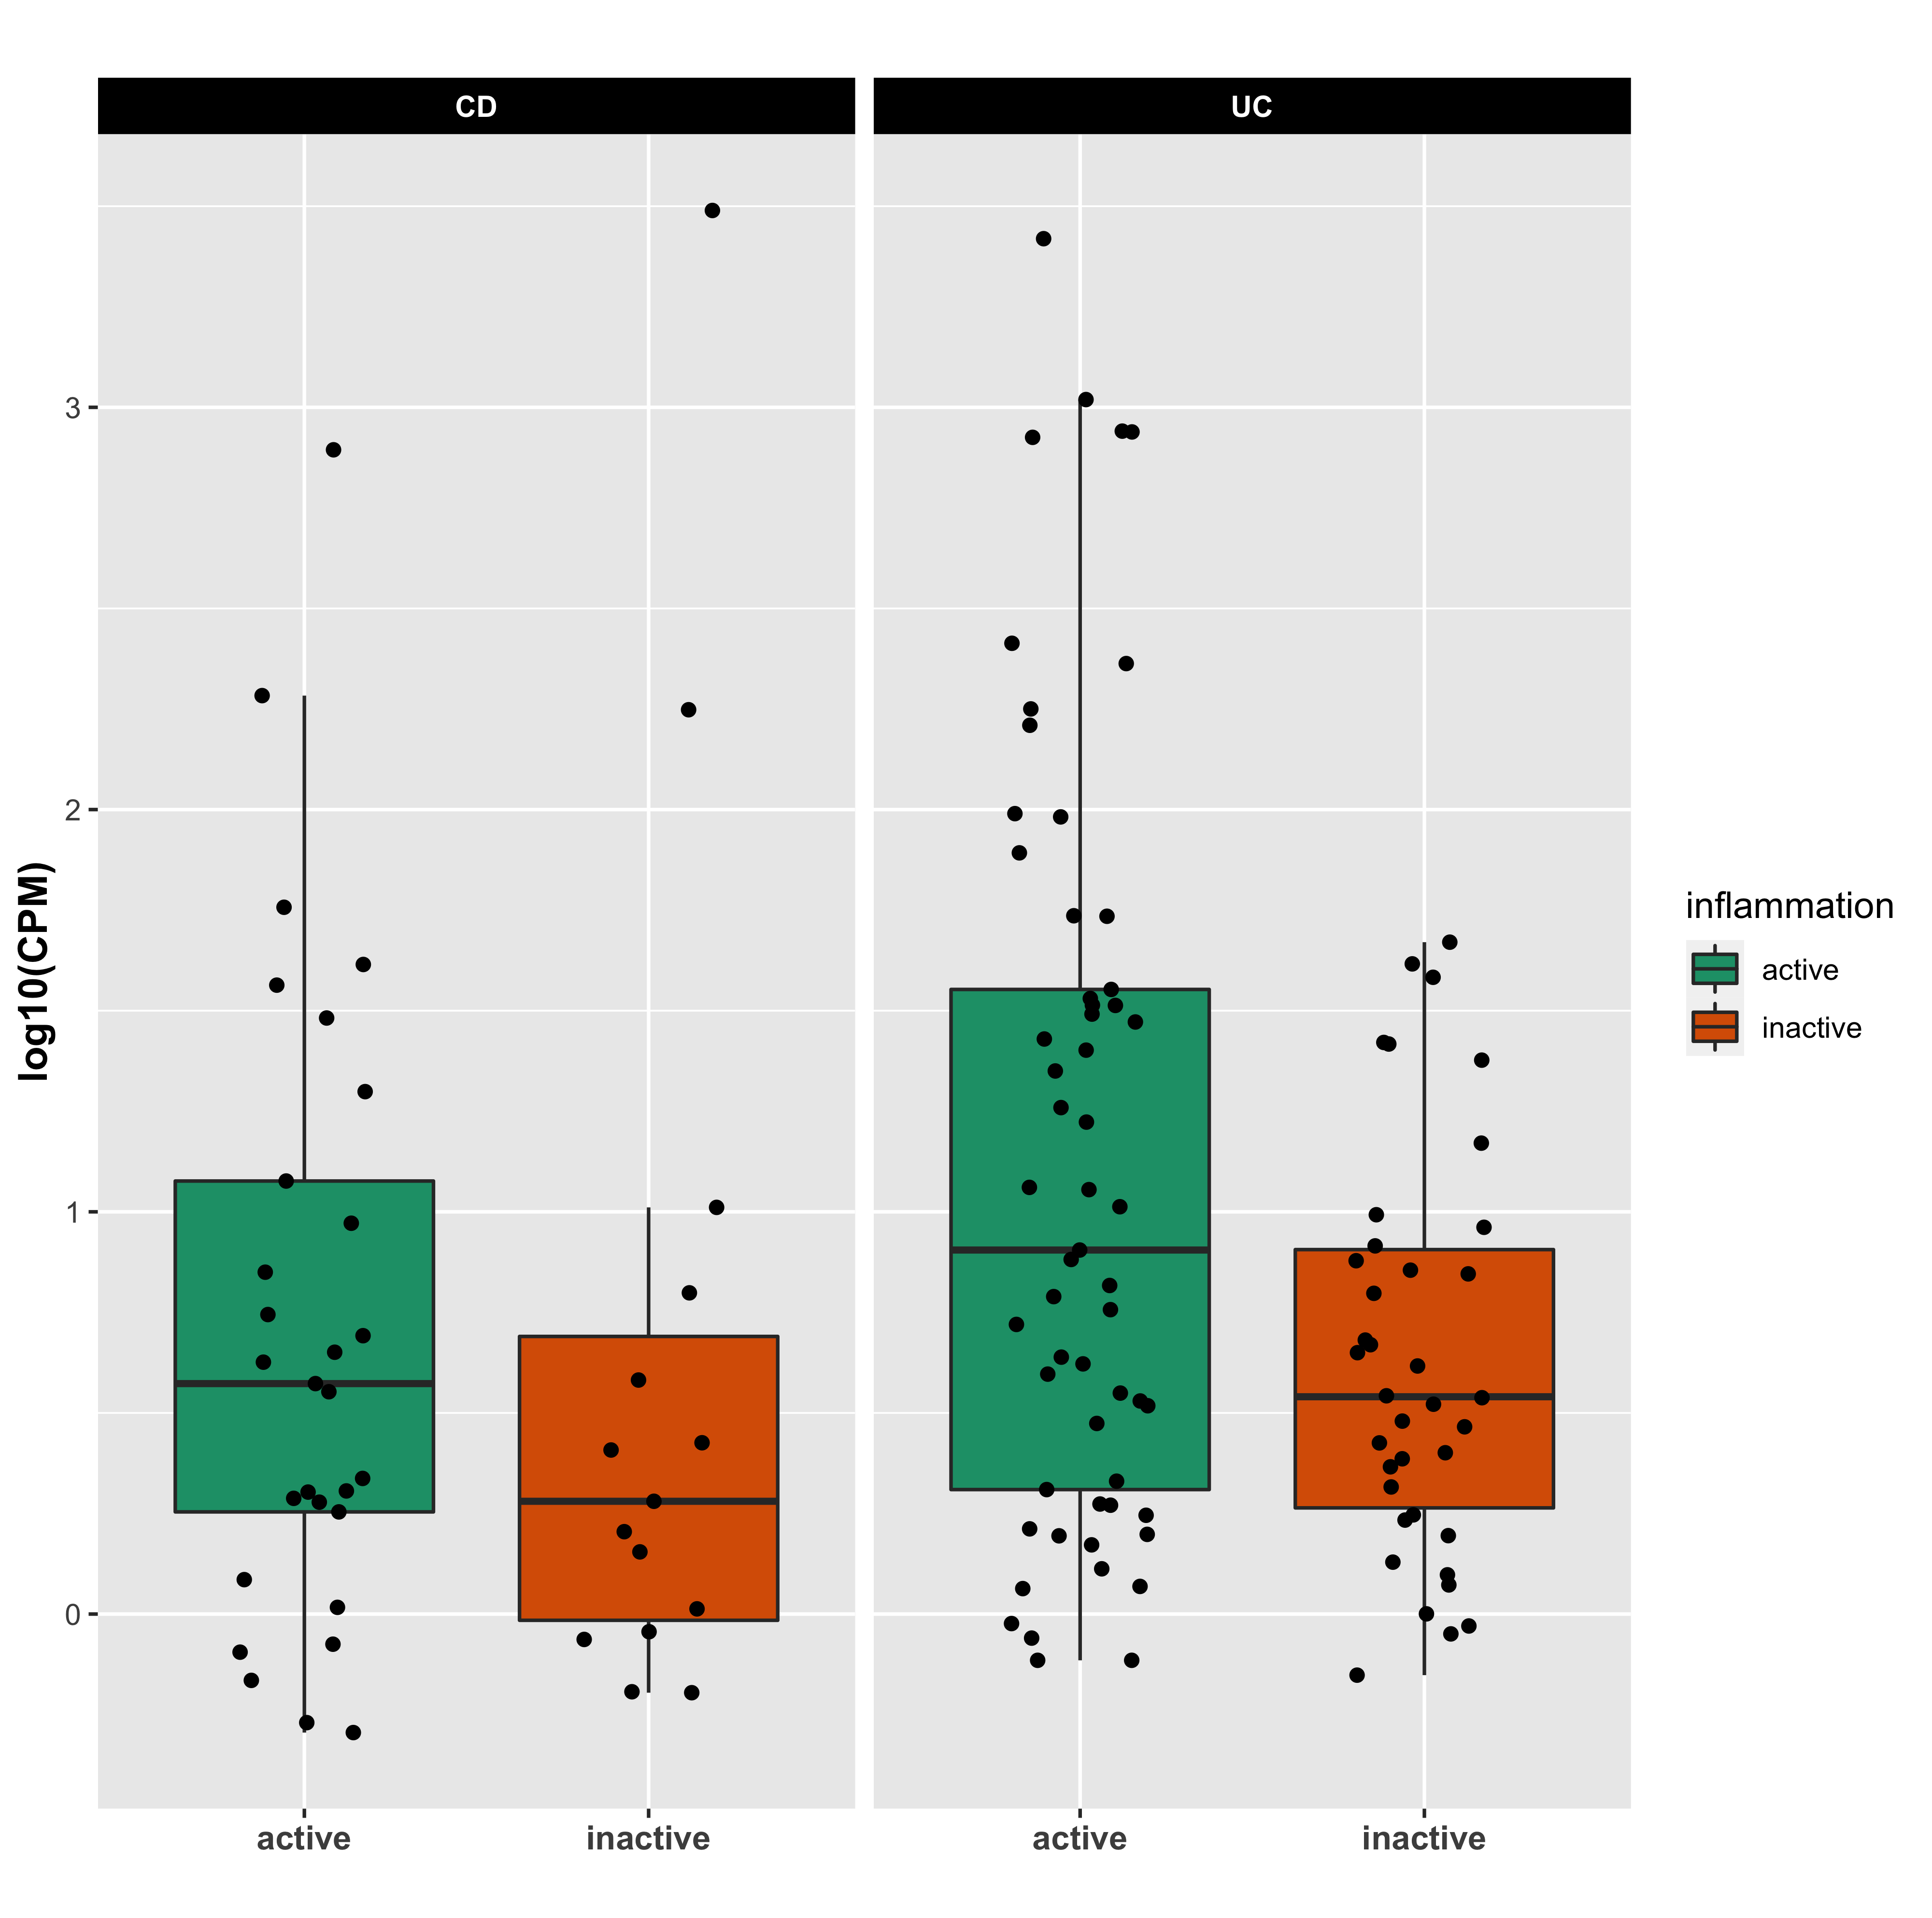 CD
UC
3
2
1
0
log10(CPM)
active
inactive
active
inactive
inflammation
active
inactive